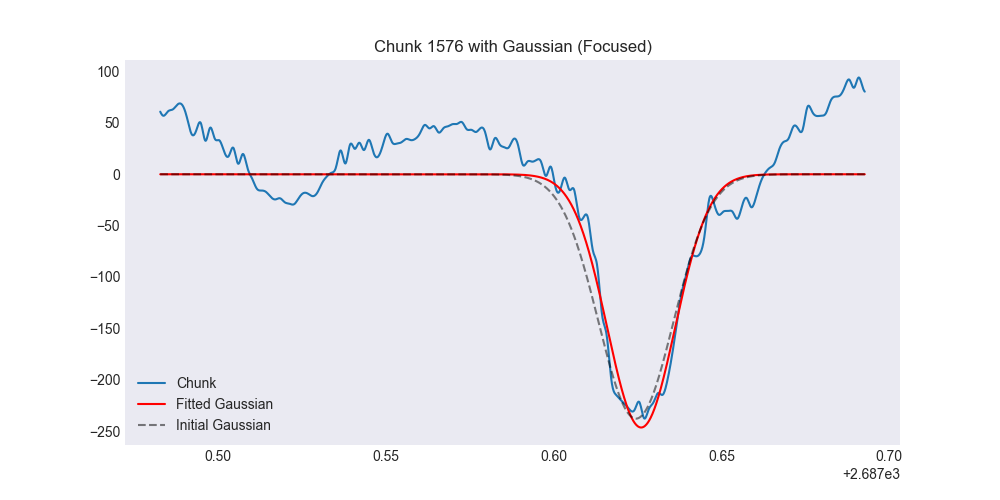 Chunk 1576 with Gaussian (Focused)
100
50
0
−50
−100
−150
−200
−250
Chunk
Fitted Gaussian
Initial Gaussian
0.50 0.55 0.60 0.65 0.70
+2.687e3